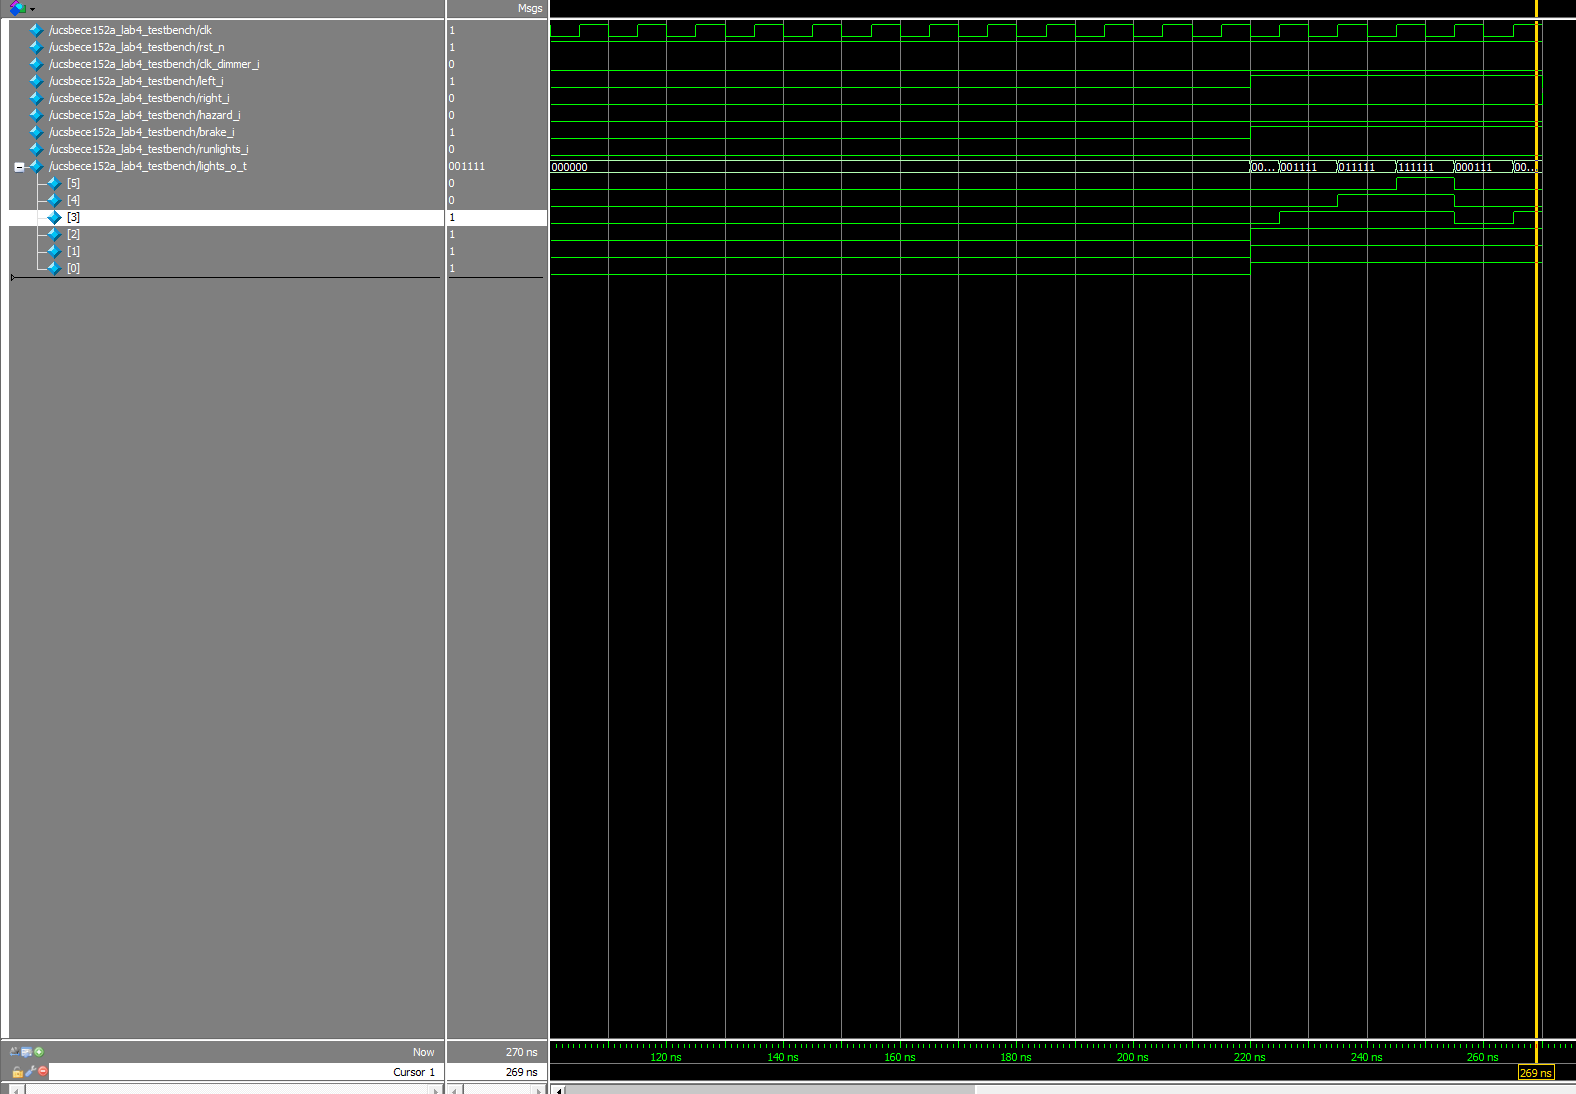 Msgs
/ucsbece152a_lab4_testbench/clk 1
/ucsbece152a_lab4_testbench/rst_n 1
/ucsbece152a_lab4_testbench/clk_dimmer_i 0
/ucsbece152a_lab4_testbench/left_i 1
/ucsbece152a_lab4_testbench/right_i 0
/ucsbece152a_lab4_testbench/hazard_i 0
/ucsbece152a_lab4_testbench/brake_i 1
/ucsbece152a_lab4_testbench/runlights_i 0
/ucsbece152a_lab4_testbench/lights_o_t 001111 000000 00... 001111 011111 111111 000111 00...
[5] 0
[4] 0
[3] 1
[2] 1
[1] 1
[0] 1
Now 270 ns 120 ns 140 ns 160 ns 180 ns 200 ns 220 ns 240 ns 260 ns
Cursor 1 269 ns 269 ns